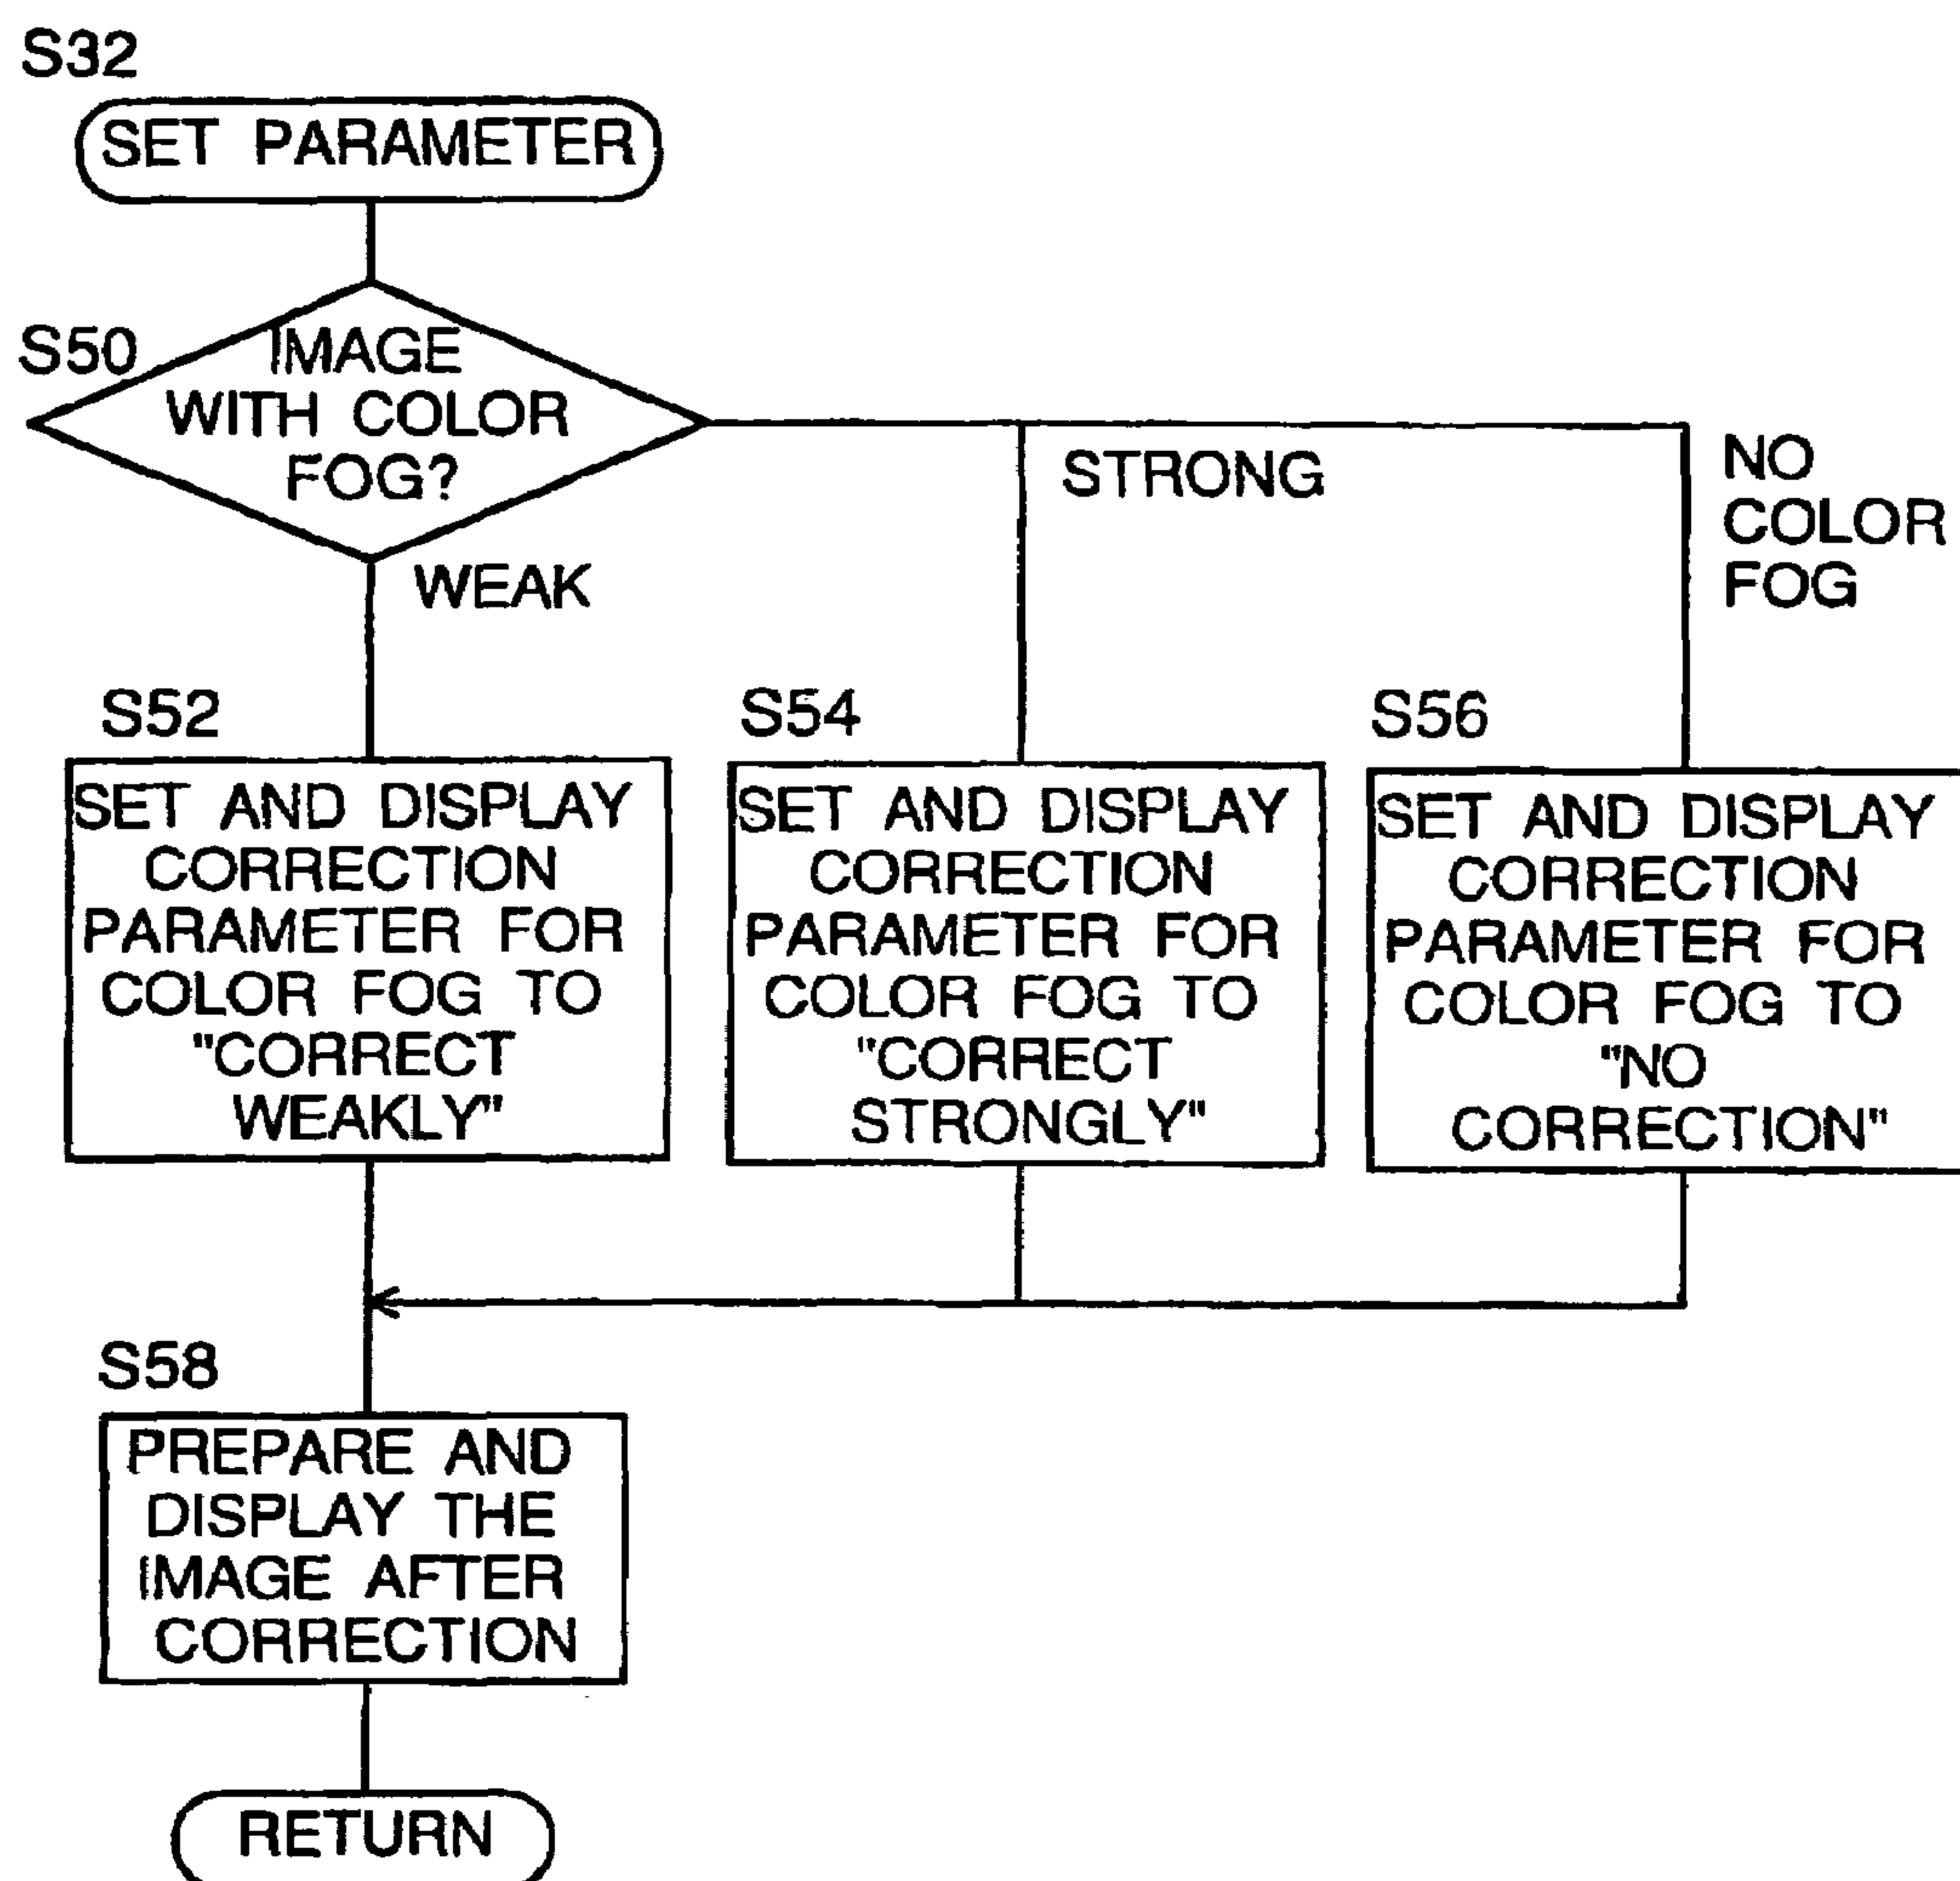 S32
SET PARAMETER
S50
IMAGE
WITH COLOR
FOG?
STRONG
NO
COLOR
FOG
WEAK
S52
SET AND DISPLAY
CORRECTION
PARAMETER FOR
COLOR FOG TO
"CORRECT
WEAKLY"
S54
SET AND DISPLAY
CORRECTION
PARAMETER FOR
COLOR FOG TO
"CORRECT
STRONGLY"
S56
SET AND DISPLAY
CORRECTION
PARAMETER FOR
COLOR FOG TO
"NO
CORRECTION"
S58
PREPARE AND
DISPLAY THE
IMAGE AFTER
CORRECTION
RETURN